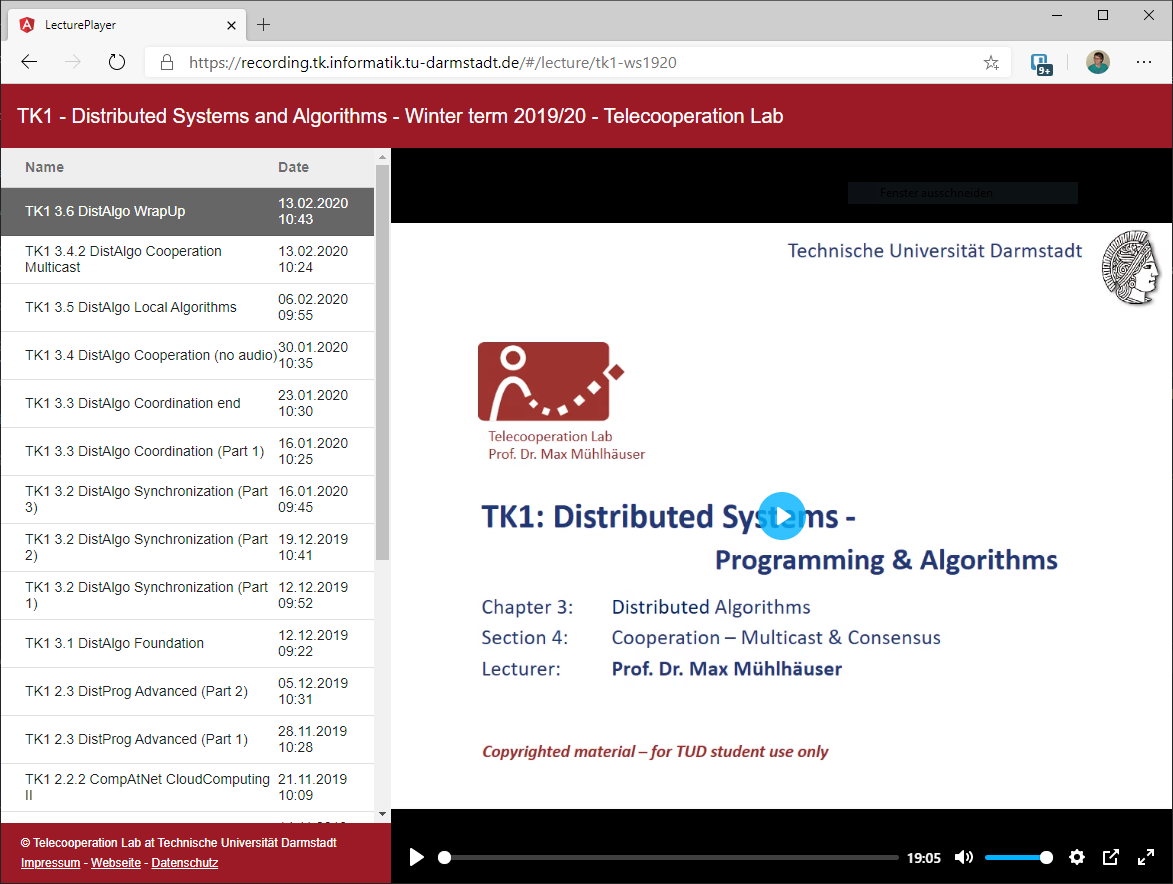 LecturePlayer
https://recording.tk.informatik.tu-darmstadt.de/#/lecture/tk1-ws1920
9+
TK1 - Distributed Systems and Algorithms - Winter term 2019/20 - Telecooperation Lab
Name Date
TK1 3.6 DistAlgo WrapUp 13.02.2020
10:43
TK1 3.4.2 DistAlgo Cooperation 13.02.2020
Multicast 10:24
TK1 3.5 DistAlgo Local Algorithms 06.02.2020
09:55
TK1 3.4 DistAlgo Cooperation (no audio) 30.01.2020
10:35
TK1 3.3 DistAlgo Coordination end 23.01.2020
10:30
TK1 3.3 DistAlgo Coordination (Part 1) 16.01.2020
10:25
TK1 3.2 DistAlgo Synchronization (Part 16.01.2020
3) 09:45
TK1 3.2 DistAlgo Synchronization (Part 19.12.2019
2) 10:41
TK1 3.2 DistAlgo Synchronization (Part 12.12.2019
1) 09:52
TK1 3.1 DistAlgo Foundation 12.12.2019
09:22
TK1 2.3 DistProg Advanced (Part 2) 05.12.2019
10:31
TK1 2.3 DistProg Advanced (Part 1) 28.11.2019
10:28
TK1 2.2.2 CompAtNet CloudComputing 21.11.2019
II 10:09
© Telecooperation Lab at Technische Universität Darmstadt
Impressum - Webseite - Datenschutz
Fenster ausschneiden
Technische Universität Darmstadt
Telecooperation Lab
Prof. Dr. Max Mühlhäuser
TK1: Distributed Systems -
Programming & Algorithms
Chapter 3: Distributed Algorithms
Section 4: Cooperation – Multicast & Consensus
Lecturer: Prof. Dr. Max Mühlhäuser
Copyrighted material – for TUD student use only
19:05